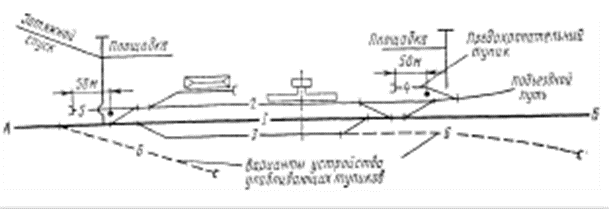 Затяжной
спуск
Площадка
50м
5
Площадка
50м
4
Предохранительный
тупик
подъездной
путь
А
2
I
3
Б
6
с
6
с
Варианты устройства
улавливающих тупиков